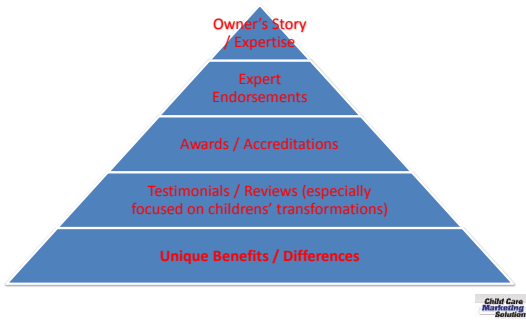 Owner's Story
/ Expertise
Expert
Endorsements
Awards / Accreditations
Testimonials / Reviews (especially
focused on childrens' transformations)
Unique Benefits / Differences
Child Care
Marketing
Solution